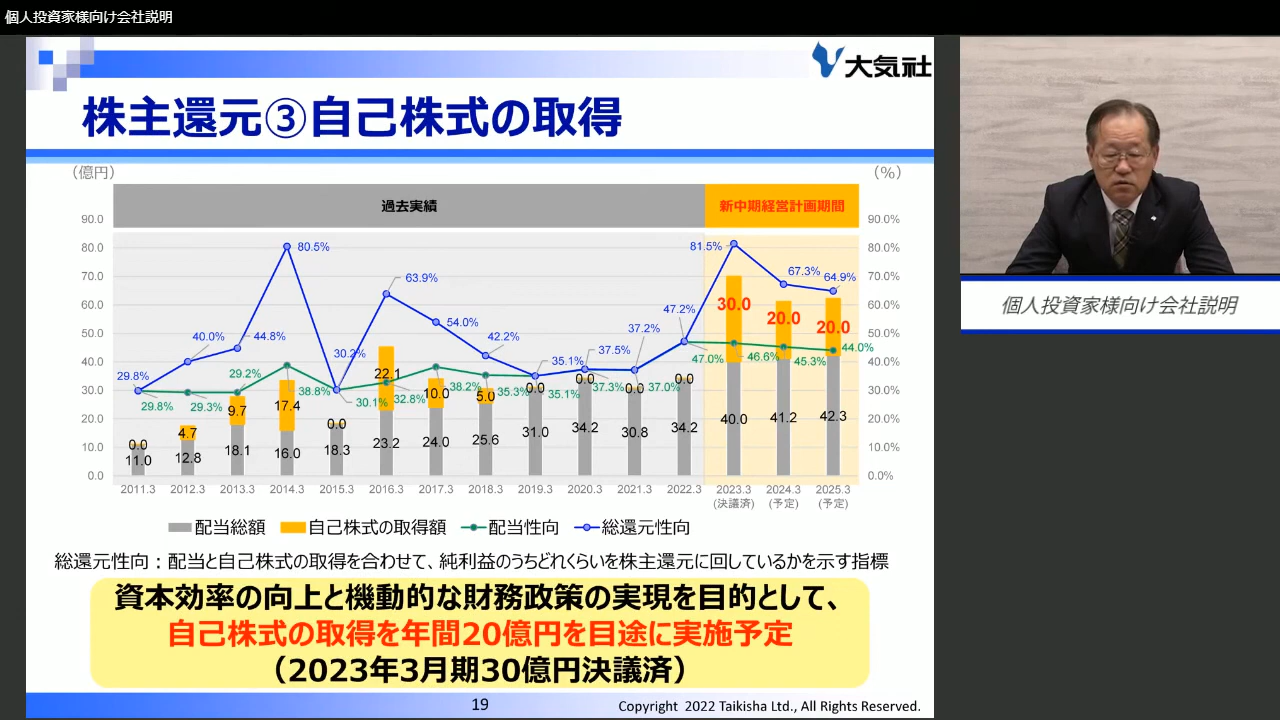 個人投資家様向け会社説明
大気社
株主還元③自己株式の取得
（億円）
（%）
過去実績
新中期経営計画期間
90.0
80.0
70.0
60.0
50.0
40.0
30.0
20.0
10.0
0.0
90.0%
80.0%
70.0%
60.0%
50.0%
40.0%
30.0%
20.0%
10.0%
0.0%
29.8% 40.0% 44.8% 80.5% 30.2% 63.9% 54.0% 42.2% 35.1% 37.5% 37.2% 47.2% 81.5% 67.3% 64.9%
29.8% 29.3% 29.2% 38.8% 30.1% 32.8% 38.2% 35.3% 35.1% 37.3% 37.0% 47.0% 46.6% 45.3% 44.0%
0.0 4.7 9.7 17.4 0.0 22.1 10.0 5.0 0.0 0.0 0.0 0.0 30.0 20.0 20.0
11.0 12.8 18.1 16.0 18.3 23.2 24.0 25.6 31.0 34.2 30.8 34.2 40.0 41.2 42.3
2011.3 2012.3 2013.3 2014.3 2015.3 2016.3 2017.3 2018.3 2019.3 2020.3 2021.3 2022.3 2023.3 2024.3 2025.3
(決議済) (予定) (予定)
配当総額 自己株式の取得額 配当性向 総還元性向
総還元性向：配当と自己株式の取得を合わせて、純利益のうちどれくらいを株主還元に回しているかを示す指標
資本効率の向上と機動的な財務政策の実現を目的として、
自己株式の取得を年間20億円を目途に実施予定
（2023年3月期30億円決議済）
19
Copyright 2022 Taikisha Ltd., All Rights Reserved.
個人投資家様向け会社説明